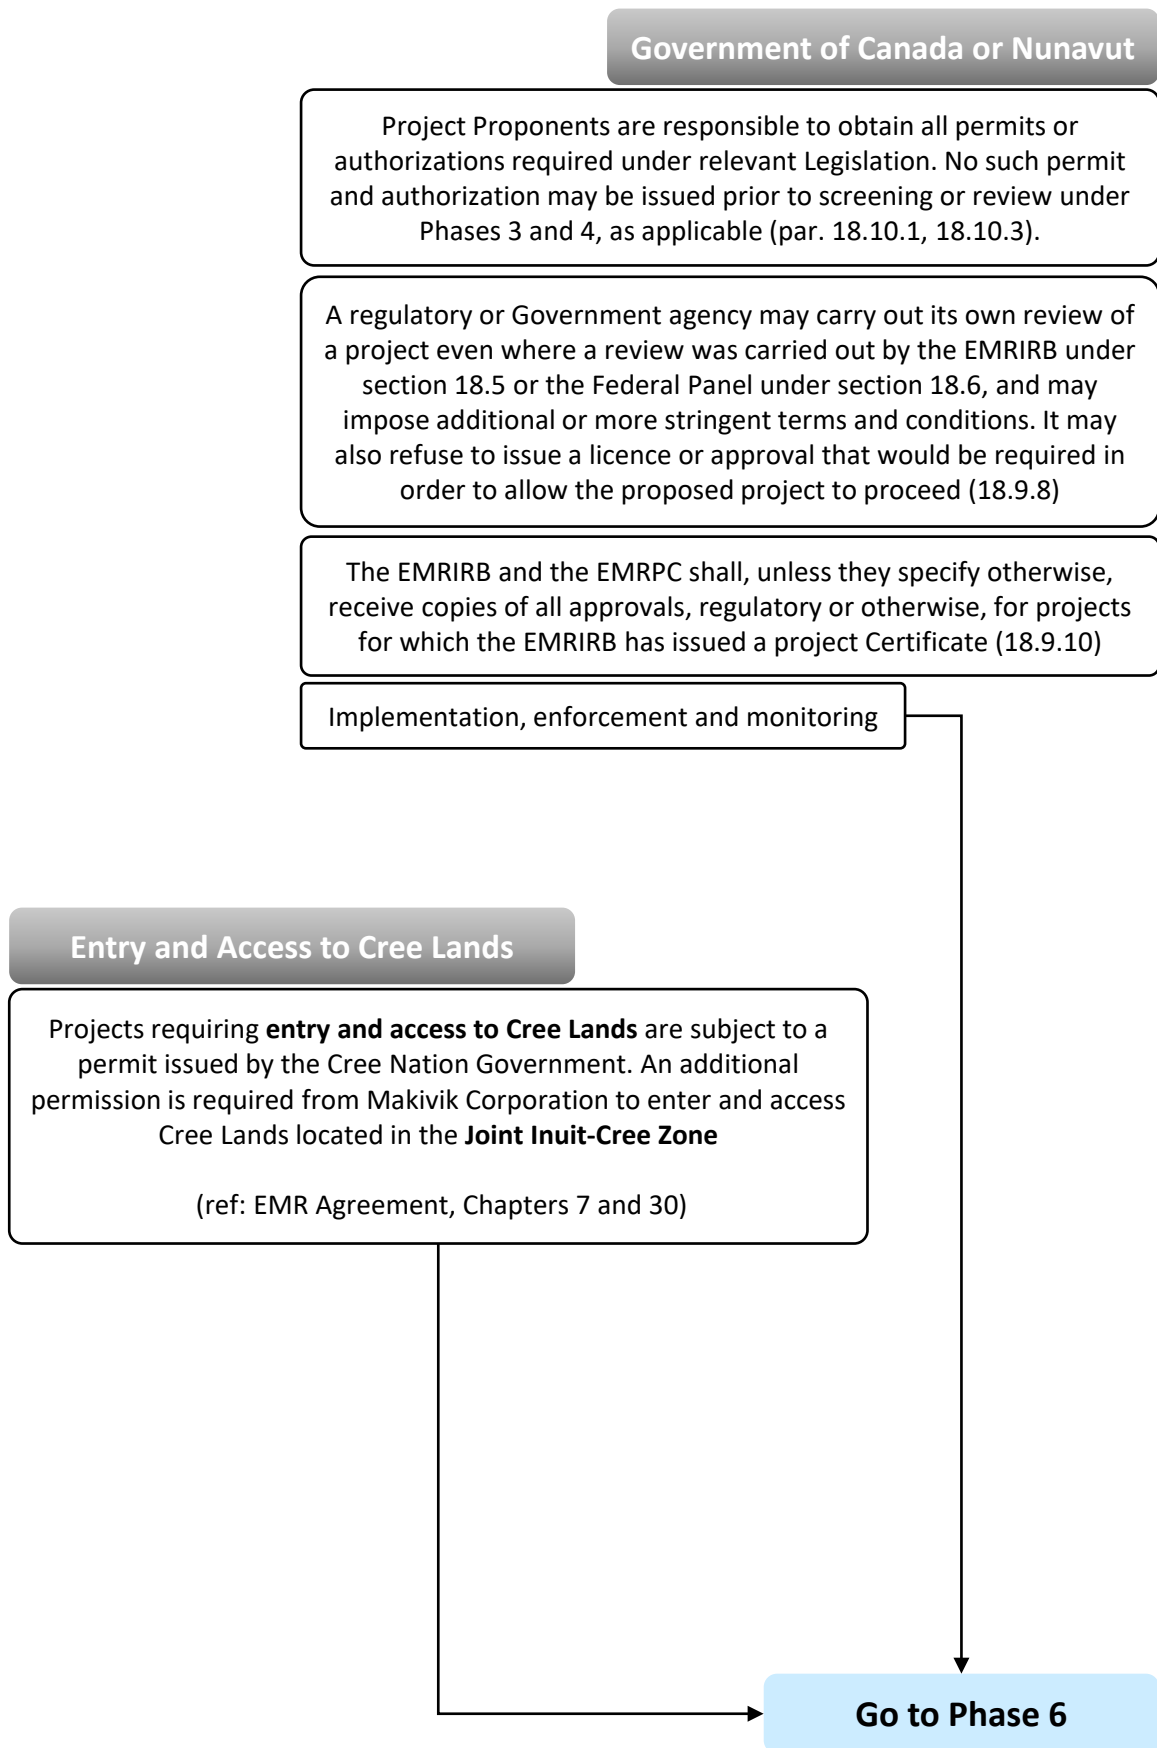 Government of Canada or Nunavut
Project Proponents are responsible to obtain all permits or
authorizations required under relevant Legislation. No such permit
and authorization may be issued prior to screening or review under
Phases 3 and 4, as applicable (par. 18.10.1, 18.10.3).
A regulatory or Government agency may carry out its own review of
a project even where a review was carried out by the EMRIRB under
section 18.5 or the Federal Panel under section 18.6, and may
impose additional or more stringent terms and conditions. It may
also refuse to issue a licence or approval that would be required in
order to allow the proposed project to proceed (18.9.8)
The EMRIRB and the EMRPC shall, unless they specify otherwise,
receive copies of all approvals, regulatory or otherwise, for projects
for which the EMRIRB has issued a project Certificate (18.9.10)
Implementation, enforcement and monitoring
Entry and Access to Cree Lands
Projects requiring entry and access to Cree Lands are subject to a
permit issued by the Cree Nation Government. An additional
permission is required from Makivik Corporation to enter and access
Cree Lands located in the Joint Inuit-Cree Zone
(ref: EMR Agreement, Chapters 7 and 30)
Go to Phase 6